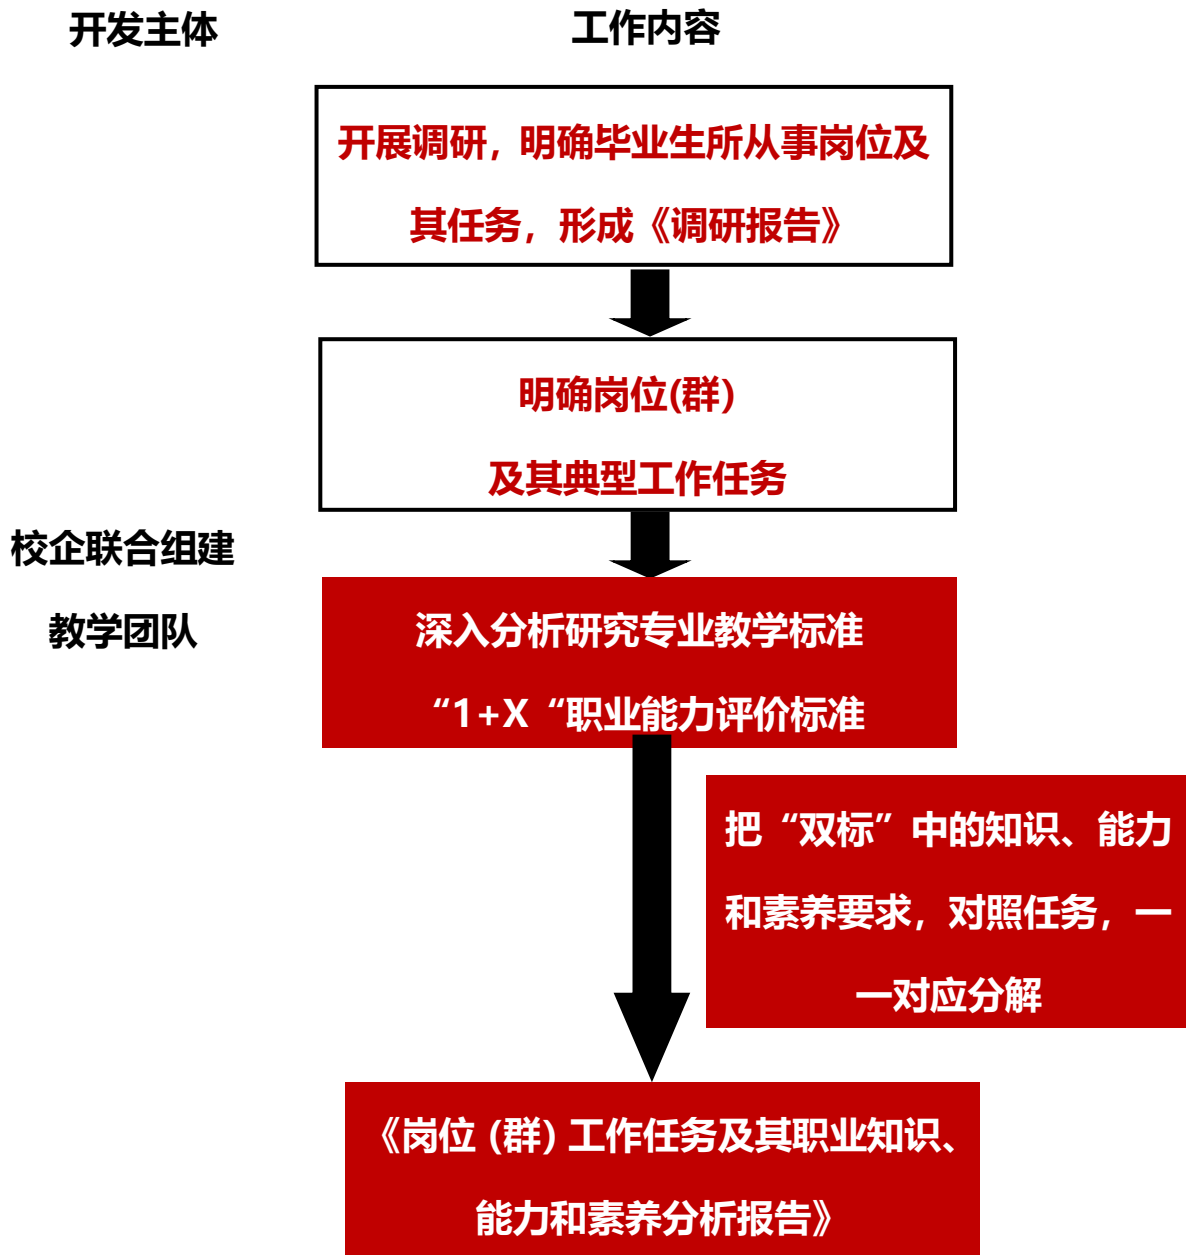 开发主体
工作内容
开展调研，明确毕业生所从事岗位及
其任务，形成《调研报告》
明确岗位(群)
及其典型工作任务
校企联合组建
教学团队
深入分析研究专业教学标准
“1+X “职业能力评价标准
把“双标”中的知识、能力
和素养要求，对照任务，一
一对应分解
《岗位 (群) 工作任务及其职业知识、
能力和素养分析报告》